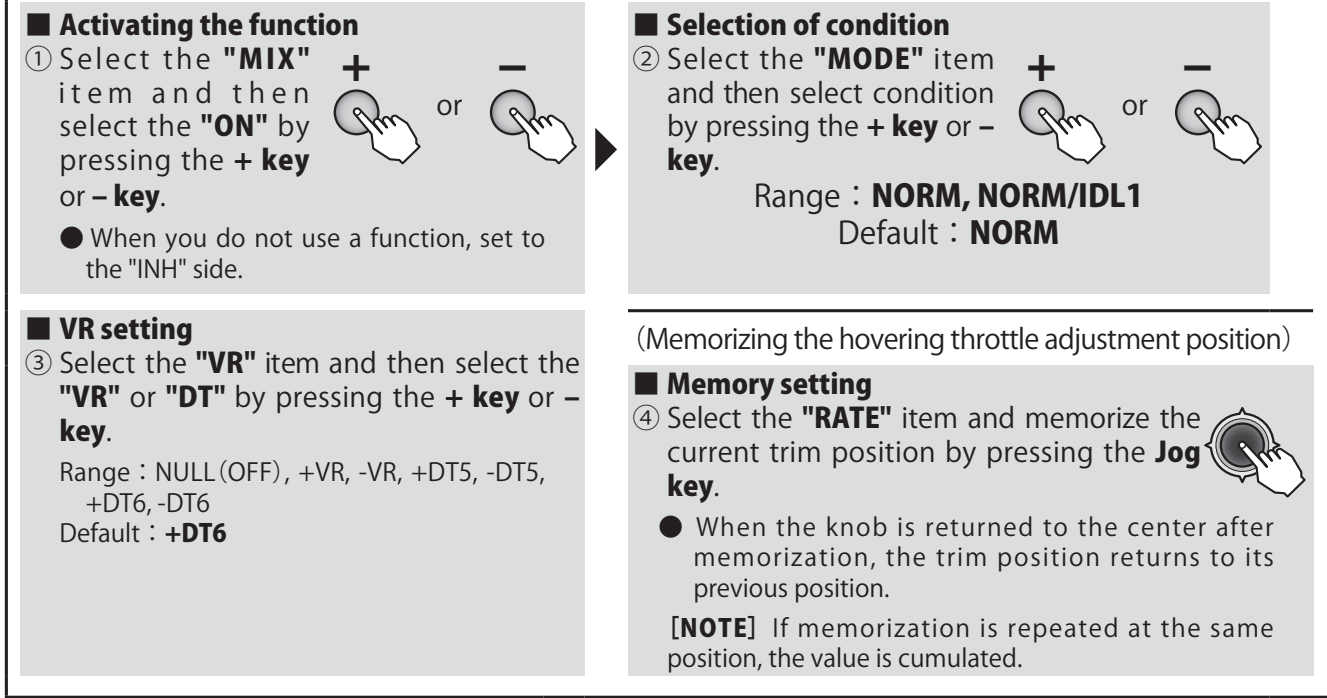 ■ Activating the function
① Select the "MIX"
item and then
select the "ON" by
pressing the + key
or – key.
+ or –
● When you do not use a function, set to
the "INH" side.
■ Selection of condition
② Select the "MODE" item
and then select condition
by pressing the + key or –
key.
+ or –
Range：NORM, NORM/IDL1
Default：NORM
■ VR setting
③ Select the "VR" item and then select the
"VR" or "DT" by pressing the + key or –
key.
Range：NULL(OFF), +VR, -VR, +DT5, -DT5,
+DT6, -DT6
Default：+DT6
（Memorizing the hovering throttle adjustment position）
■ Memory setting
④ Select the "RATE" item and memorize the
current trim position by pressing the Jog
key.
● When the knob is returned to the center after
memorization, the trim position returns to its
previous position.
[NOTE] If memorization is repeated at the same
position, the value is cumulated.